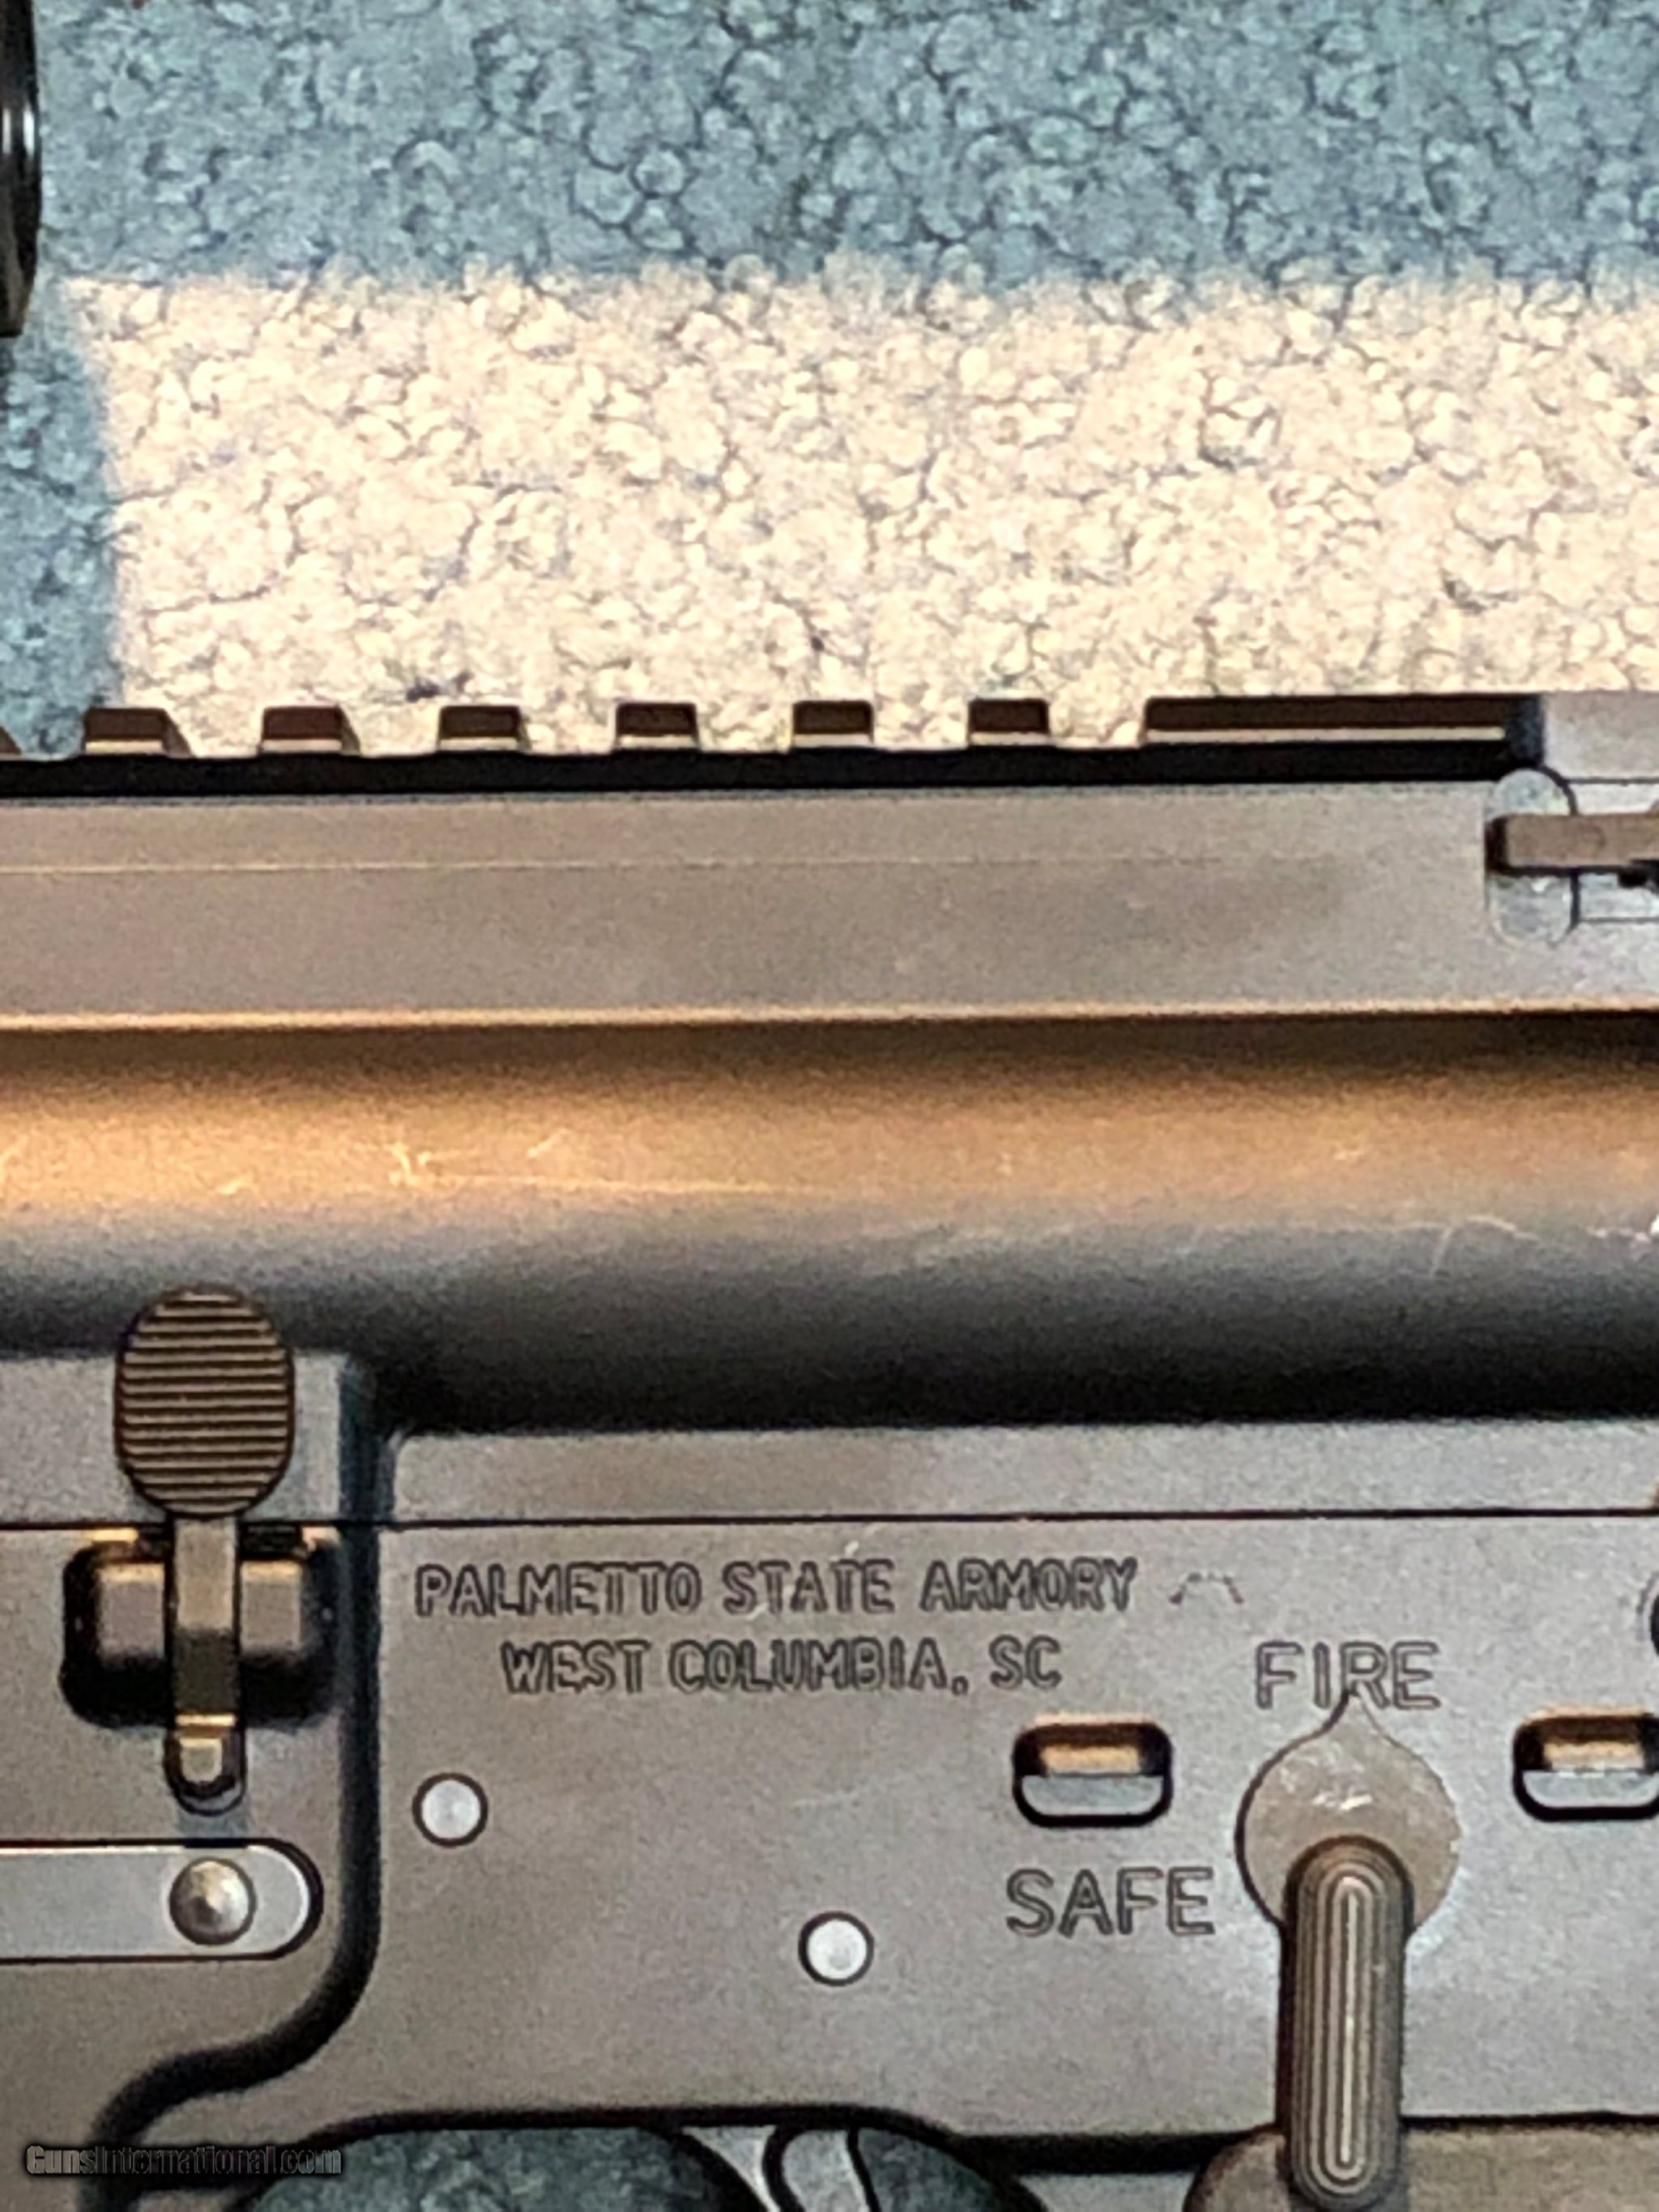 PALMETTO STATE ARMORY
WEST COLUMBIA, SC
FIRE
SAFE
GunsInternational.com